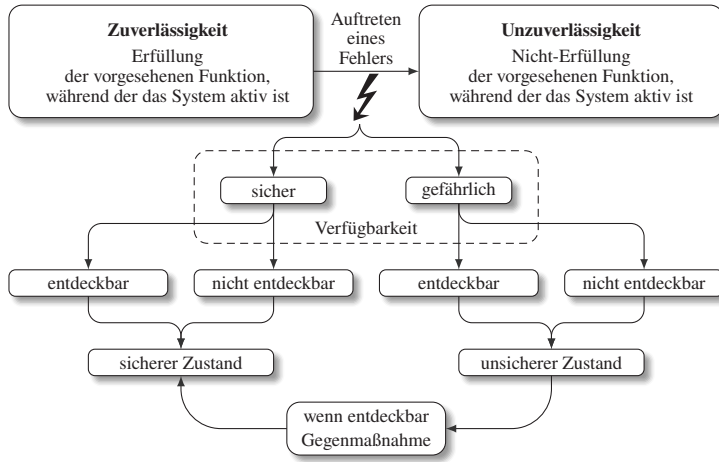 Zuverlässigkeit
Erfüllung
der vorgesehenen Funktion,
während der das System aktiv ist
Auftreten
eines
Fehlers
Unzuverlässigkeit
Nicht-Erfüllung
der vorgesehenen Funktion,
während der das System aktiv ist
sicher
gefährlich
Verfügbarkeit
entdeckbar
nicht entdeckbar
entdeckbar
nicht entdeckbar
sicherer Zustand
unsicherer Zustand
wenn entdeckbar
Gegenmaßnahme